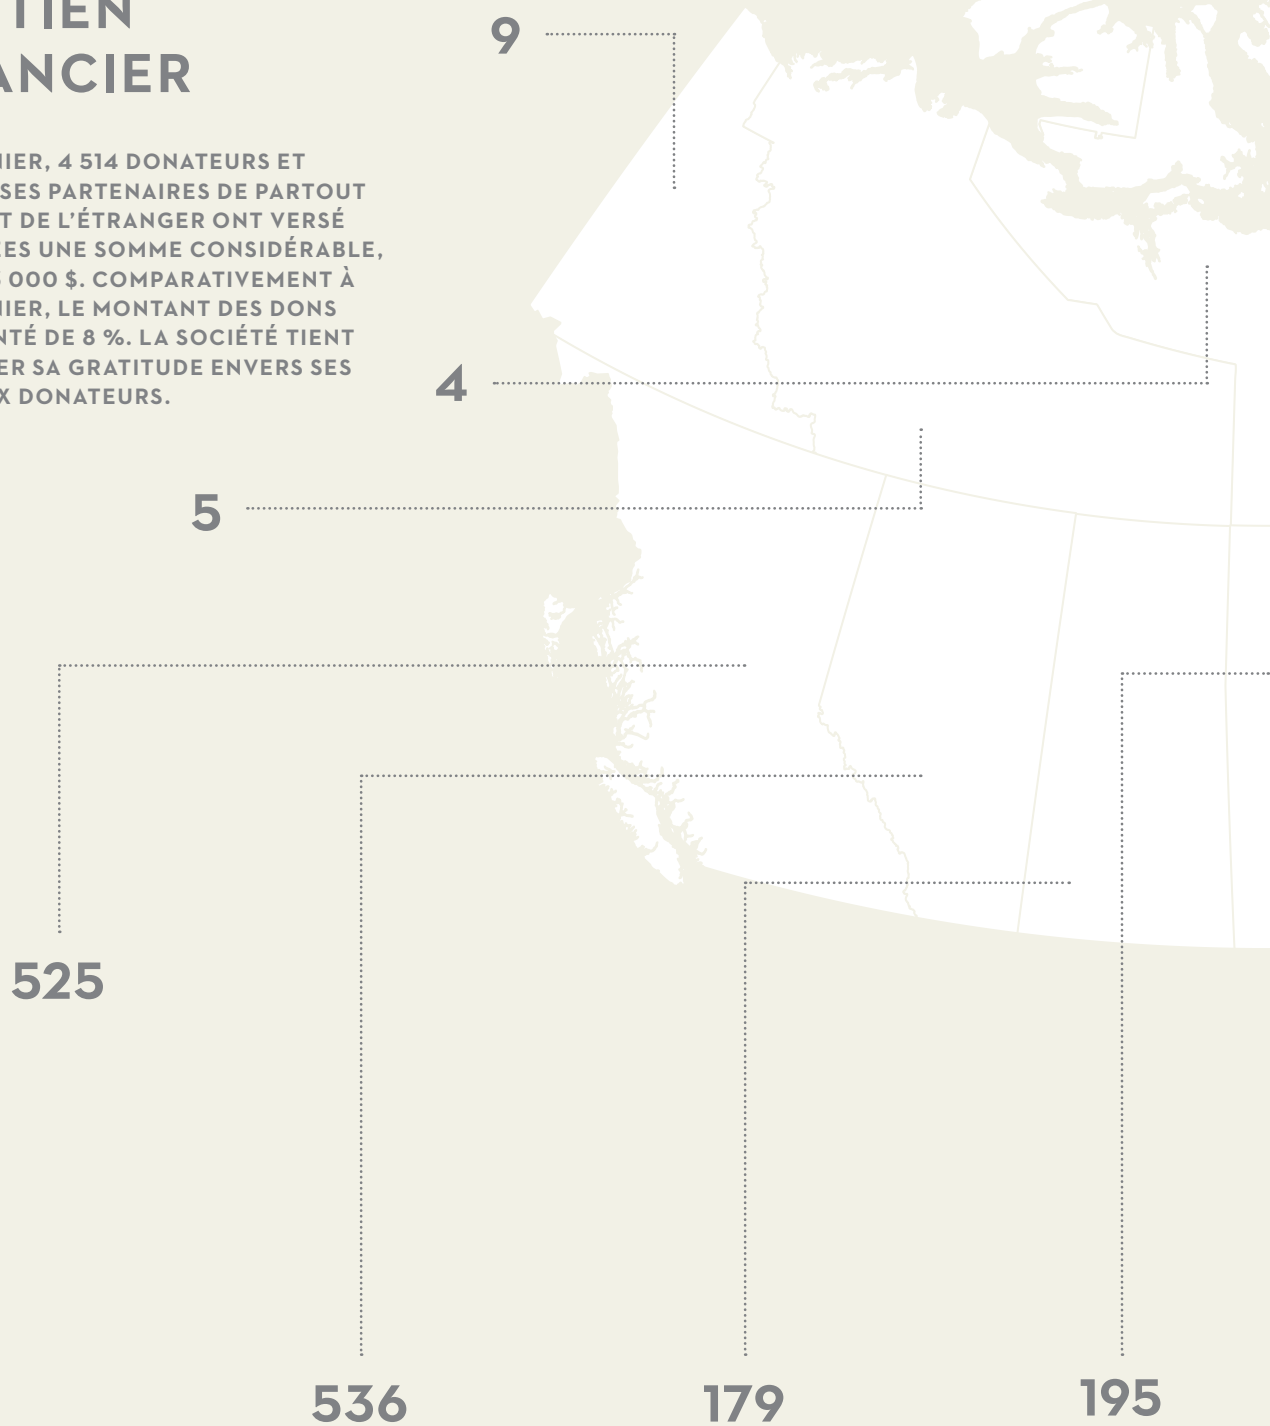 TIEN
ANCIER
IER, 4 514 DONATEURS ET
SES PARTENAIRES DE PARTOUT
T DE L'ÉTRANGER ONT VERSÉ
ES UNE SOMME CONSIDÉRABLE,
000 $. COMPARATIVEMENT À
IER, LE MONTANT DES DONS
NTÉ DE 8 %. LA SOCIÉTÉ TIENT
ER SA GRATITUDE ENVERS SES
X DONATEURS.
9
4
5
525
536
179
195